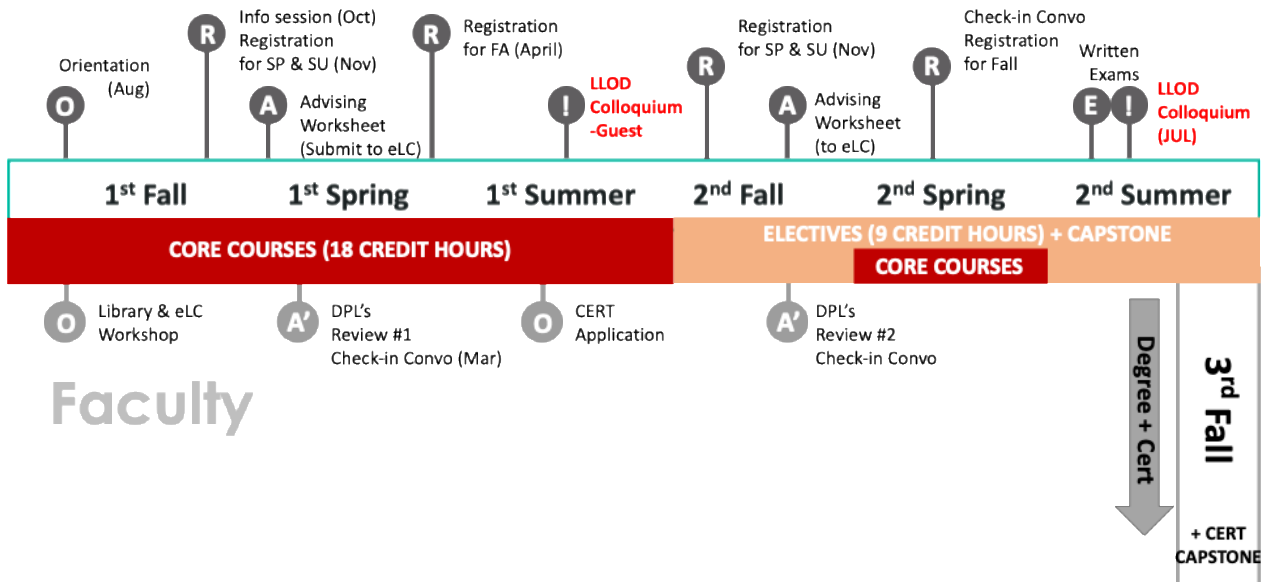 Orientation
(Aug)
O
R
Info session (Oct)
Registration
for SP & SU (Nov)
A
Advising
Worksheet
(Submit to eLC)
R
Registration
for FA (April)
!
LLOD
Colloquium
-Guest
R
Registration
for SP & SU (Nov)
A
Advising
Worksheet
(to eLC)
R
Check-in Convo
Registration
for Fall
Written
Exams
E
!
LLOD
Colloquium
(JUL)
1st Fall
1st Spring
1st Summer
2nd Fall
2nd Spring
2nd Summer
CORE COURSES (18 CREDIT HOURS)
ELECTIVES (9 CREDIT HOURS) + CAPSTONE
CORE COURSES
O
Library & eLC
Workshop
A’
DPL’s
Review #1
Check-in Convo (Mar)
O
CERT
Application
A’
DPL’s
Review #2
Check-in Convo
Faculty
Degree + Cert
3rd Fall
+ CERT
CAPSTONE